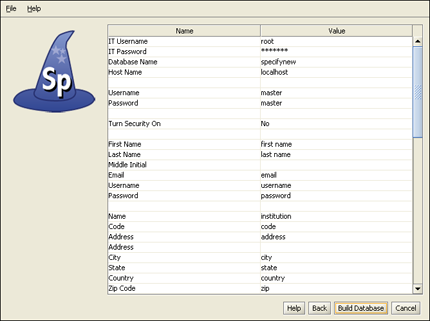 File Help
Name Value
IT Username root
IT Password *******
Database Name specifynew
Host Name localhost
Username master
Password master
Turn Security On No
First Name first name
Last Name last name
Middle Initial
Email email
Username username
Password password
Name institution
Code code
Address address
Address
City city
State state
Country country
Zip Code zip
Sp
Help Back Build Database Cancel